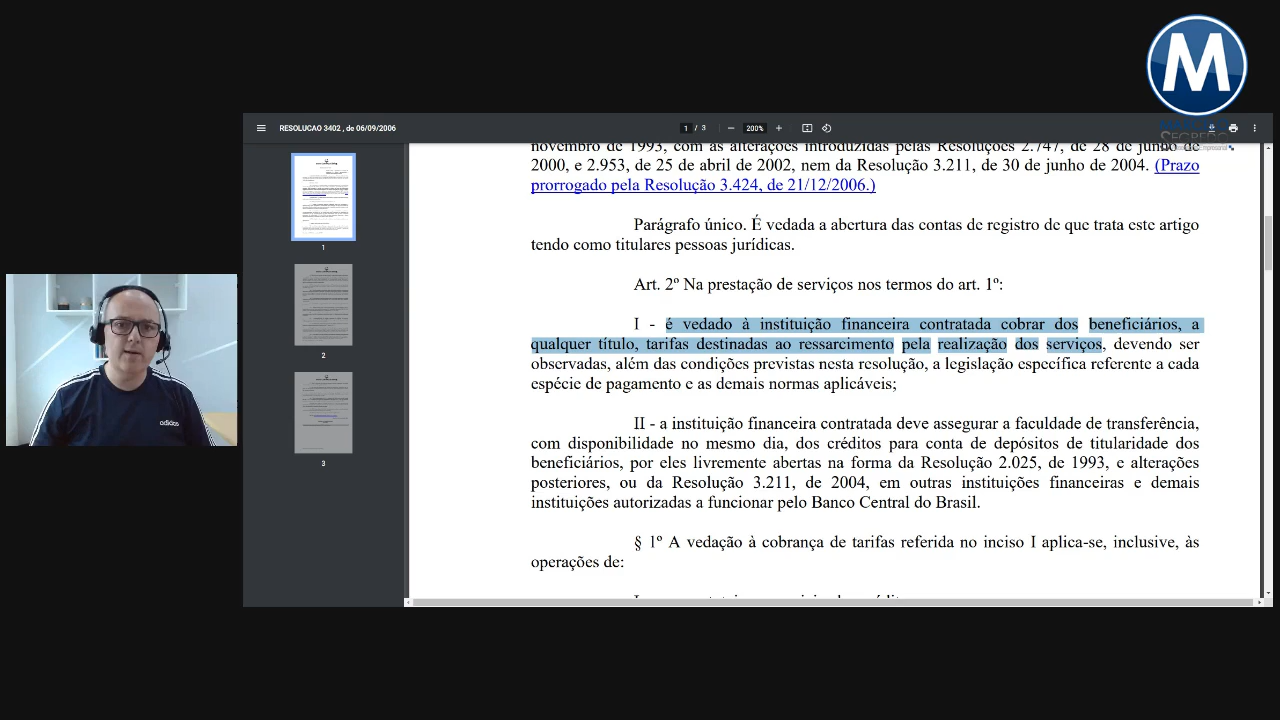 M
RESOLUCAO 3402 , de 06/09/2006
1 / 3
200%
novembro de 1993, com as alterações introduzidas pelas Resoluções 2.747, de 28 de junho de
2000, e 2.953, de 25 de abril de 2002, nem da Resolução 3.211, de 30 de junho de 2004. (Prazo
prorrogado pela Resolução 3.424, de 21/12/2006.)
Parágrafo único. É vedada a abertura das contas de registro de que trata este artigo
tendo como titulares pessoas jurídicas.
Art. 2º Na prestação de serviços nos termos do art. 1º:
I - é vedado à instituição financeira contratada cobrar dos beneficiários, a
qualquer título, tarifas destinadas ao ressarcimento pela realização dos serviços, devendo ser
observadas, além das condições previstas nesta resolução, a legislação específica referente a cada
espécie de pagamento e as demais normas aplicáveis;
II - a instituição financeira contratada deve assegurar a faculdade de transferência,
com disponibilidade no mesmo dia, dos créditos para conta de depósitos de titularidade dos
beneficiários, por eles livremente abertas na forma da Resolução 2.025, de 1993, e alterações
posteriores, ou da Resolução 3.211, de 2004, em outras instituições financeiras e demais
instituições autorizadas a funcionar pelo Banco Central do Brasil.
§ 1º A vedação à cobrança de tarifas referida no inciso I aplica-se, inclusive, às
operações de:
1
2
3
adidas